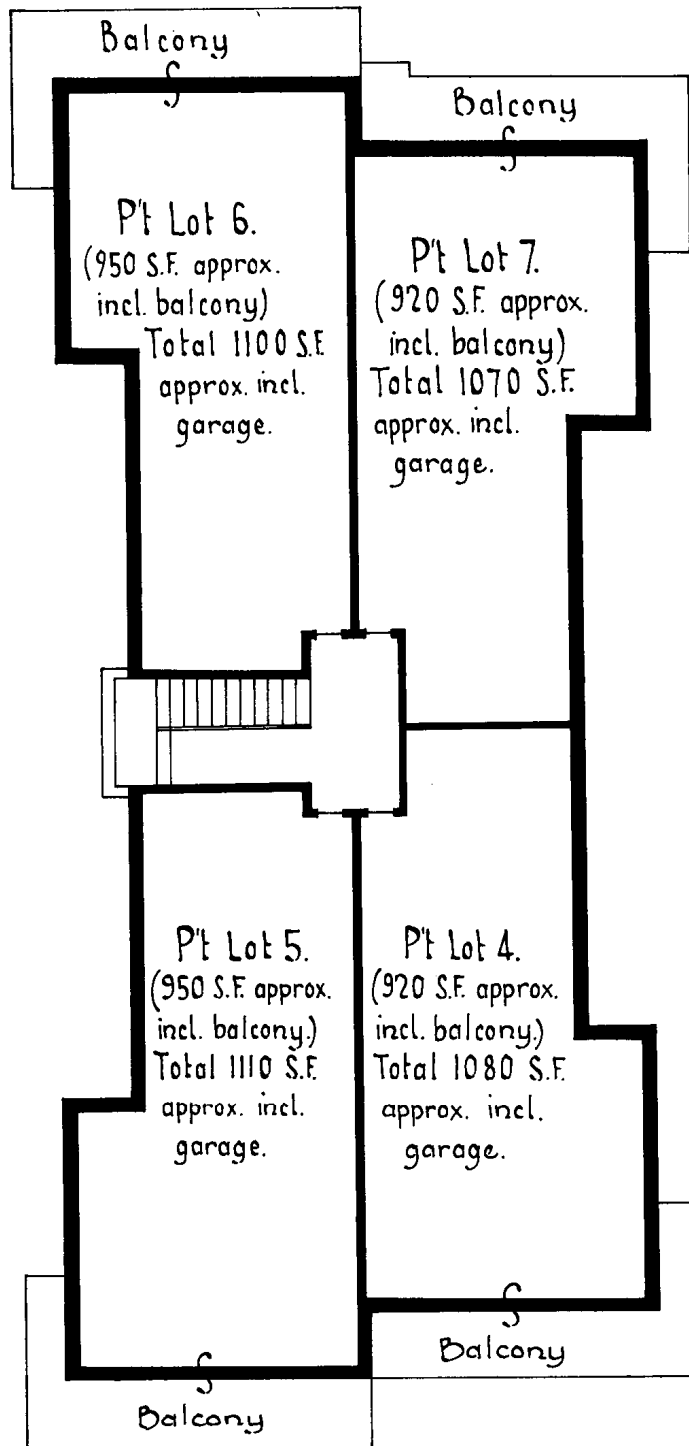 Balcony
Balcony
P't Lot 6.
(950 S.F. approx.
incl. balcony)
Total 1100 S.F.
approx. incl.
garage.
P't Lot 7.
(920 S.F. approx.
incl. balcony)
Total 1070 S.F.
approx. incl.
garage.
P't Lot 5.
(950 S.F. approx.
incl. balcony.)
Total 1110 S.F.
approx. incl.
garage.
P't Lot 4.
(920 S.F. approx.
incl. balcony.)
Total 1080 S.F.
approx. incl.
garage.
Balcony
Balcony